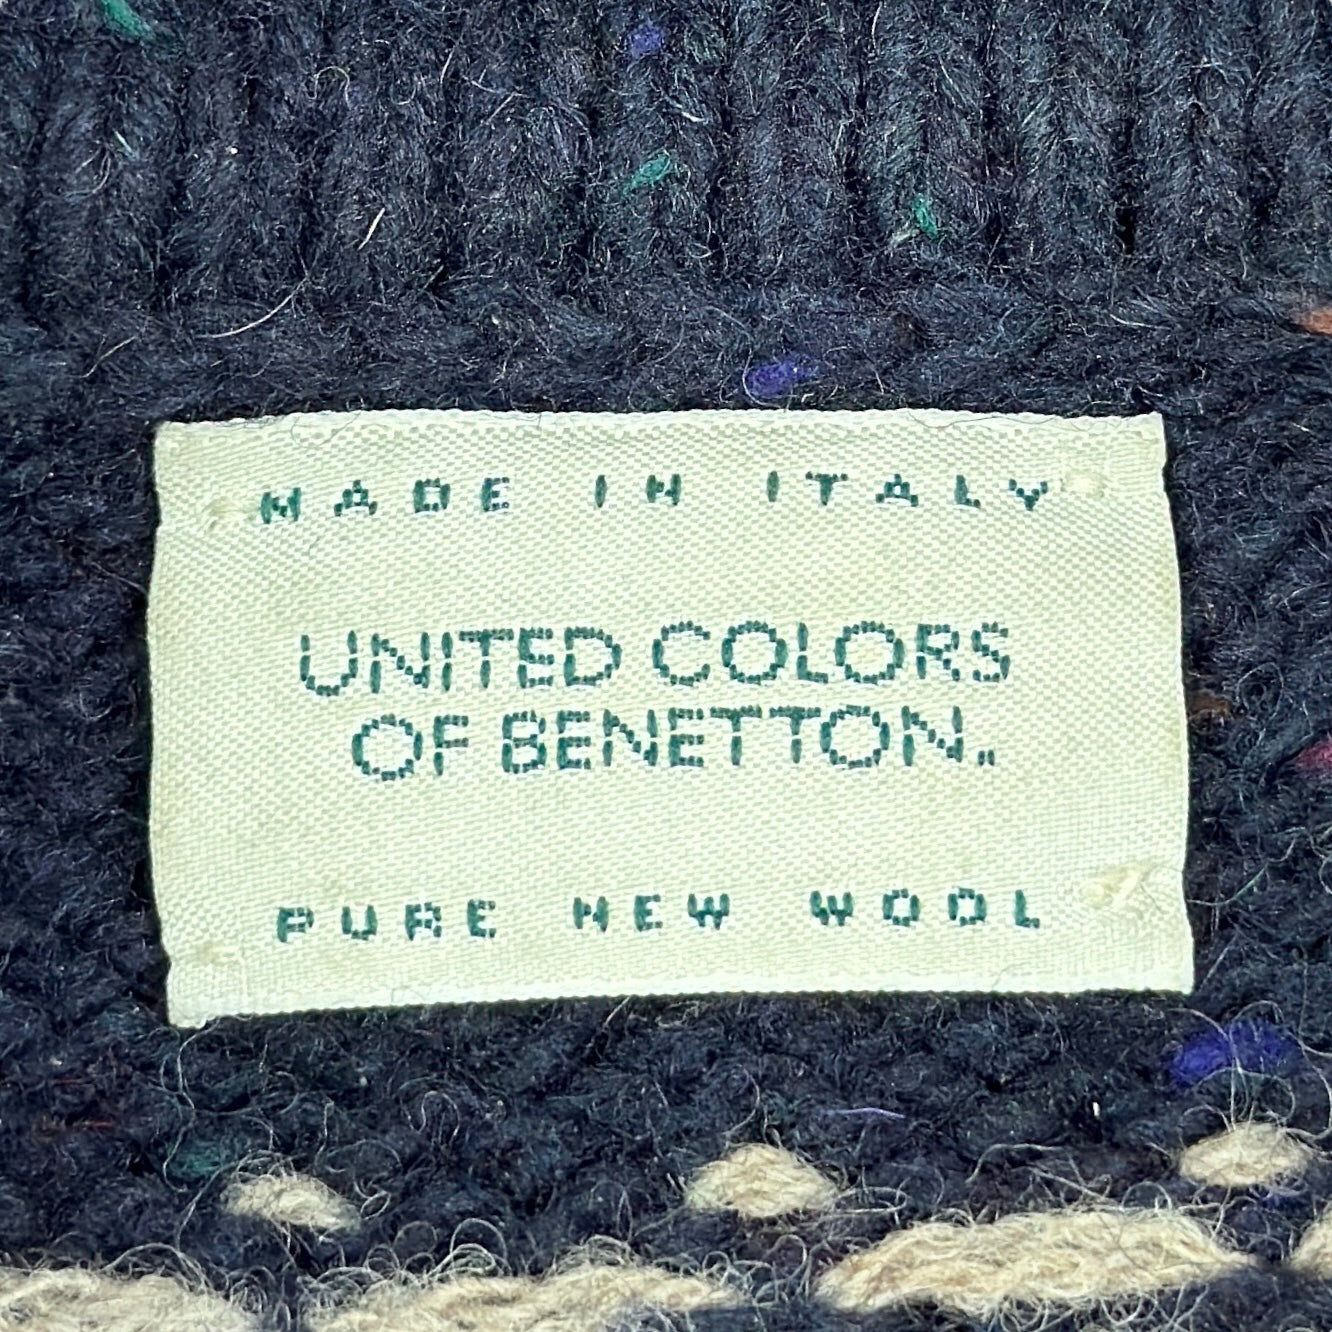 MADE IN ITALY
UNITED COLORS
OF BENETTON..
PURE NEW WOOL